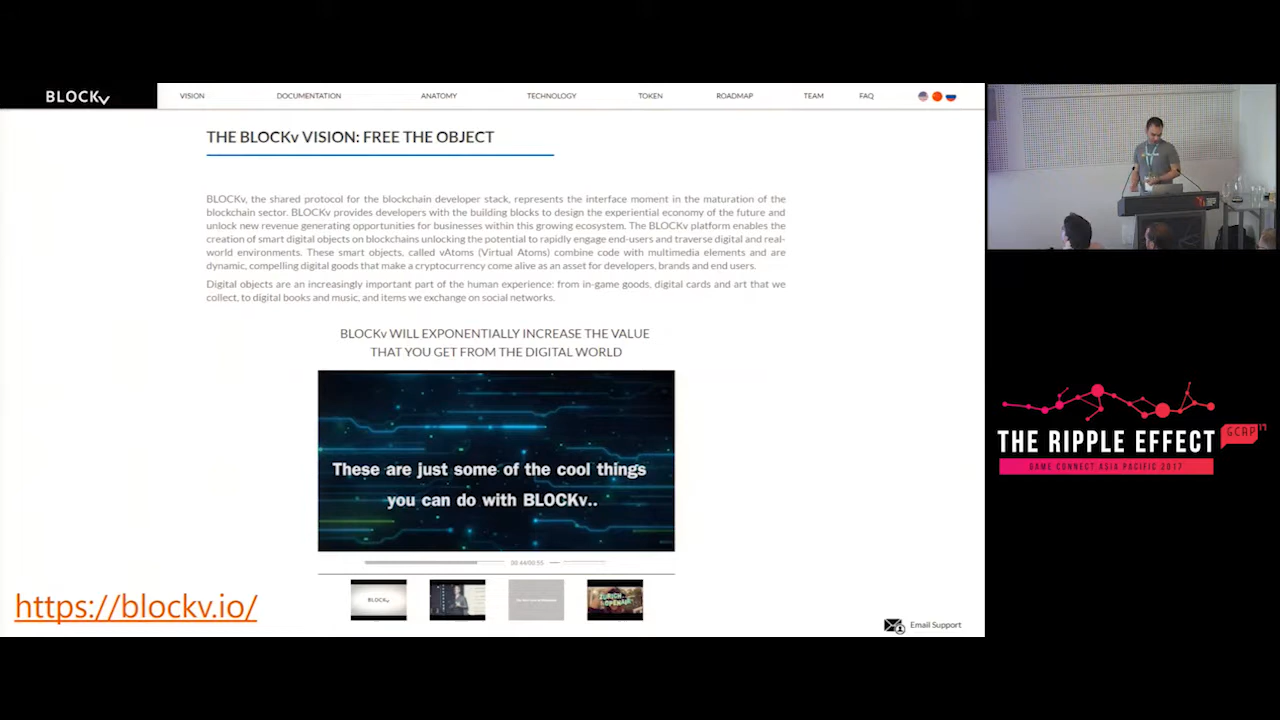 BLOCKv
VISION
DOCUMENTATION
ANATOMY
TECHNOLOGY
TOKEN
ROADMAP
TEAM
FAQ
THE BLOCKv VISION: FREE THE OBJECT
BLOCKv, the shared protocol for the blockchain developer stack, represents the interface moment in the maturation of the
blockchain sector. BLOCKv provides developers with the building blocks to design the experiential economy of the future and
unlock new revenue generating opportunities for businesses within this growing ecosystem. The BLOCKv platform enables the
creation of smart digital objects on blockchains unlocking the potential to rapidly engage end-users and traverse digital and real-
world environments. These smart objects, called vAtoms (Virtual Atoms) combine code with multimedia elements and are
dynamic, compelling digital goods that make a cryptocurrency come alive as an asset for developers, brands and end users.
Digital objects are an increasingly important part of the human experience: from in-game goods, digital cards and art that we
collect, to digital books and music, and items we exchange on social networks.
BLOCKv WILL EXPONENTIALLY INCREASE THE VALUE
THAT YOU GET FROM THE DIGITAL WORLD
These are just some of the cool things
you can do with BLOCKv..
00:44/00:55
BLOCKv
ZURICH
OPENAIR
https://blockv.io/
Email Support
THE RIPPLE EFFECT
GCAP17
GAME CONNECT ASIA PACIFIC 2017